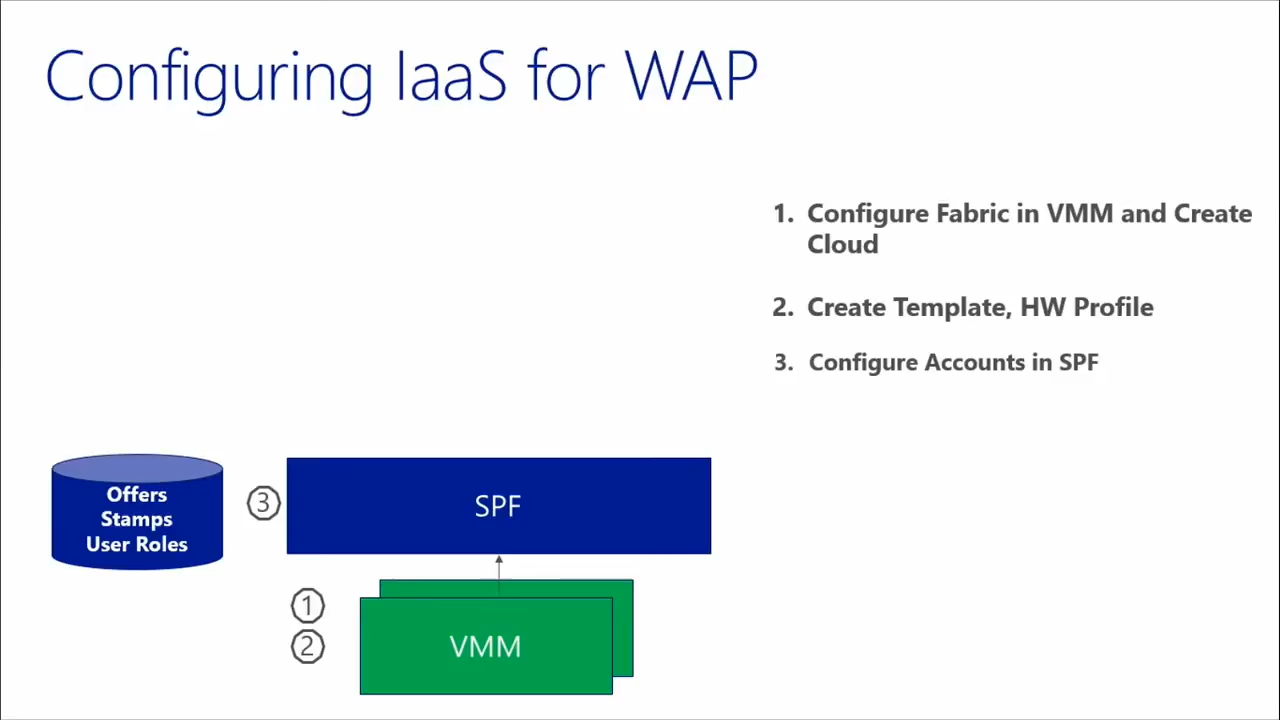 Configuring IaaS for WAP
1. Configure Fabric in VMM and Create
Cloud
2. Create Template, HW Profile
3. Configure Accounts in SPF
Offers
Stamps
User Roles
3
SPF
1
2
VMM